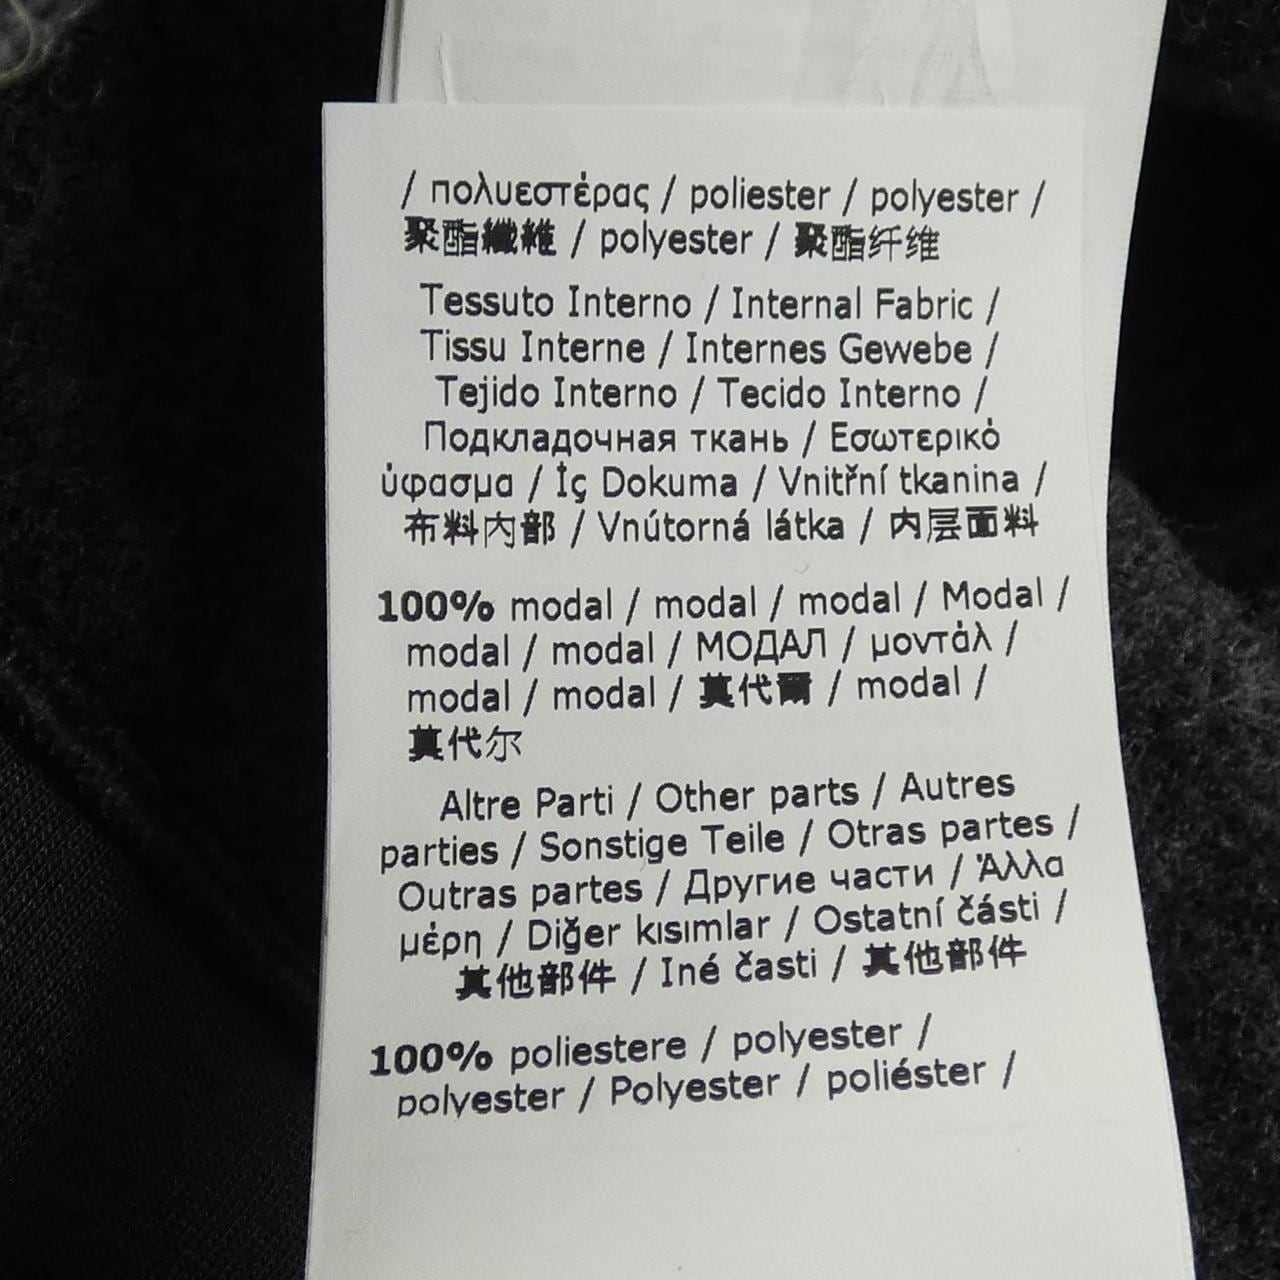 / πολυεστέρας / poliester / polyester /
聚酯纖維 / polyester / 聚酯纤维
Tessuto Interno / Internal Fabric /
Tissu Interne / Internes Gewebe /
Tejido Interno / Tecido Interno /
Подкладочная ткань / Εσωτερικό
ύφασμα / İç Dokuma / Vnitřní tkanina /
布料內部 / Vnútorná látka / 内层面料
100% modal / modal / modal / Modal /
modal / modal / МОДАЛ / μοντάλ /
modal / modal / 莫代爾 / modal /
莫代尔
Altre Parti / Other parts / Autres
parties / Sonstige Teile / Otras partes /
Outras partes / Другие части / Άλλα
μέρη / Diğer kısımlar / Ostatní části /
其他部件 / Iné časti / 其他部件
100% poliestere / polyester /
polyester / Polyester / poliéster /